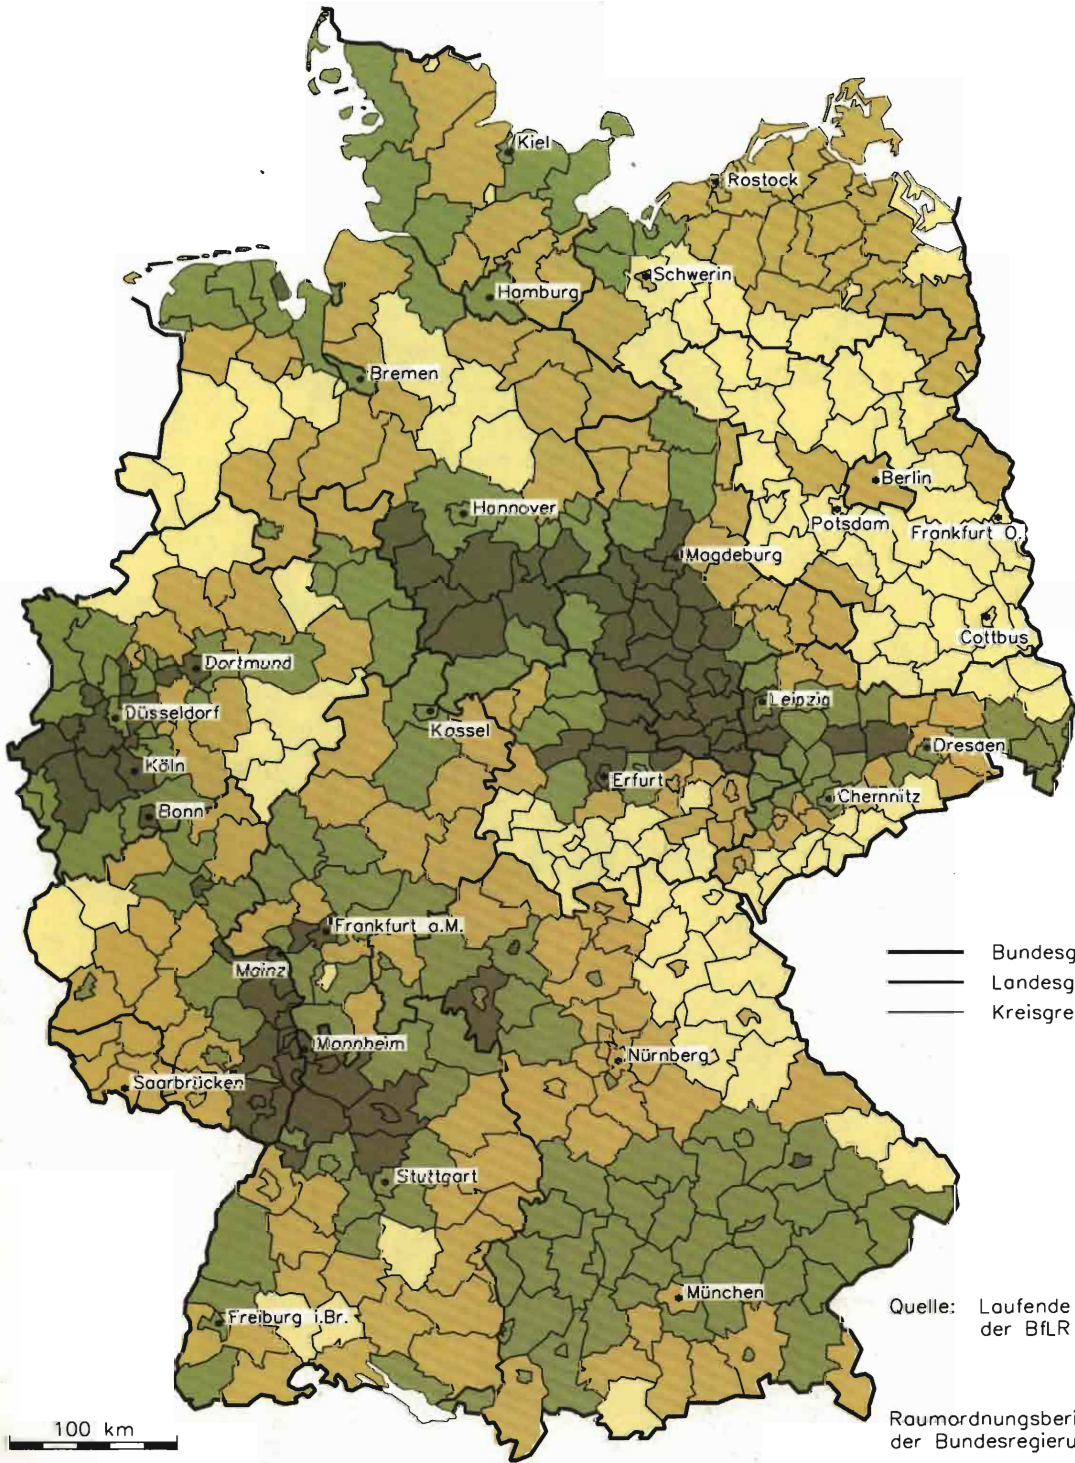 Kiel
Rostock
Schwerin
Hamburg
Bremen
Berlin
Hannover
Potsdam
Frankfurt O.
Magdeburg
Cottbus
Dortmund
Leipzig
Düsseldorf
Kassel
Dresden
Köln
Erfurt
Chemnitz
Bonn
Frankfurt a.M.
Bundesg
Mainz
Landesg
Kreisgre
Mannheim
Nürnberg
Saarbrücken
Stuttgart
München
Quelle: Laufende
der BfLR
Freiburg i.Br.
100 km
Raumordnungsberi
der Bundesregieru